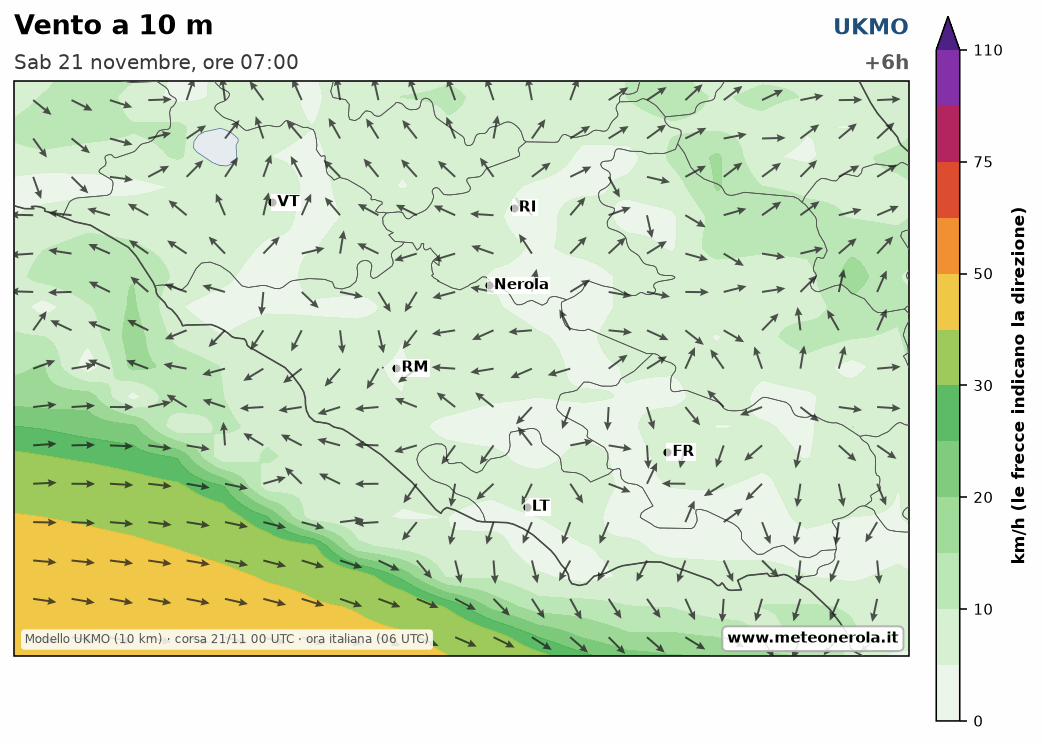 Vento a 10 m
UKMO
Sab 21 novembre, ore 07:00
+6h
110
75
50
30
20
10
0
km/h (le frecce indicano la direzione)
VT
RI
Nerola
RM
FR
LT
Modello UKMO (10 km) · corsa 21/11 00 UTC · ora italiana (06 UTC)
www.meteonerola.it